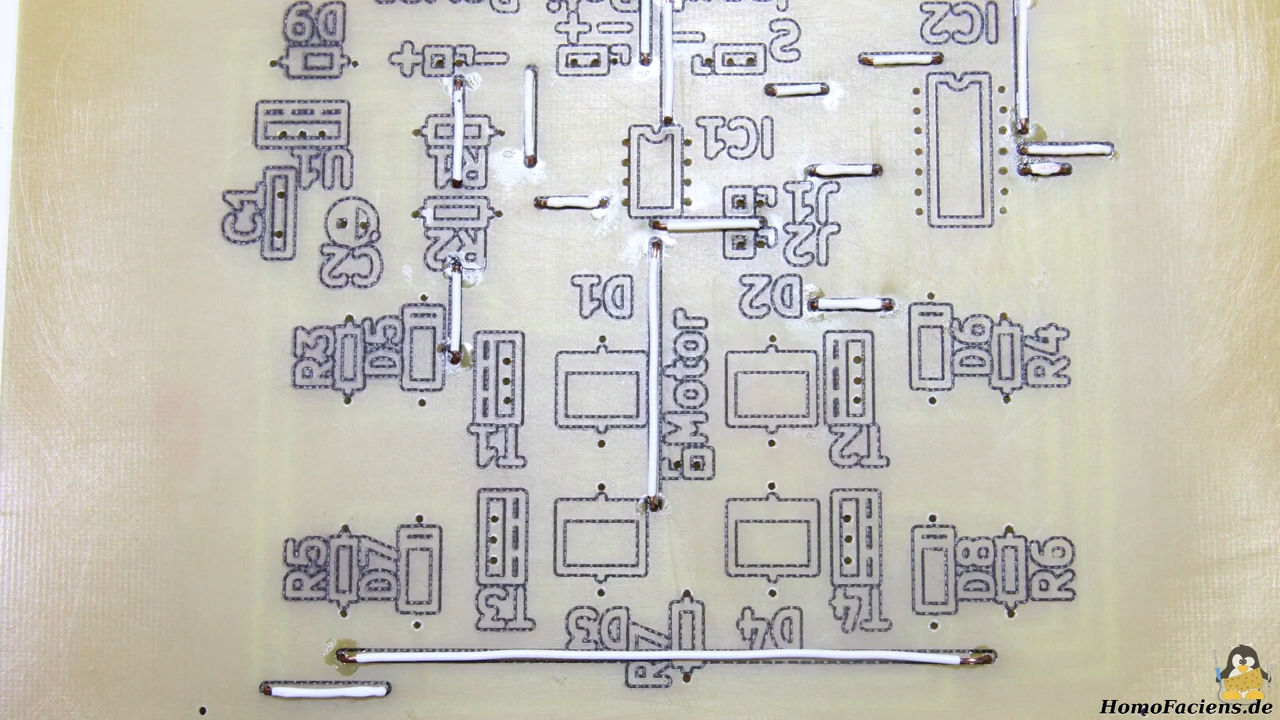 D9
IC2
+ -
+ -
S
U1
R1
IC1
C1
J1
C2
R2
J2
D1
D2
R3
D5
Motor
D6
R4
T1
T2
R5
D7
T3
D3
R7
D4
T4
D8
R6
HomoFaciens.de